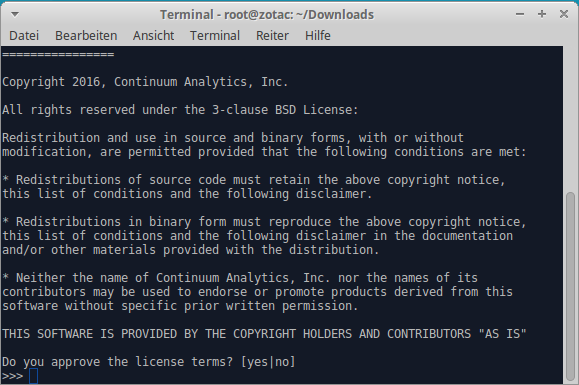 Terminal - root@zotac: ~/Downloads
Datei Bearbeiten Ansicht Terminal Reiter Hilfe
================
Copyright 2016, Continuum Analytics, Inc.
All rights reserved under the 3-clause BSD License:
Redistribution and use in source and binary forms, with or without
modification, are permitted provided that the following conditions are met:
* Redistributions of source code must retain the above copyright notice,
this list of conditions and the following disclaimer.
* Redistributions in binary form must reproduce the above copyright notice,
this list of conditions and the following disclaimer in the documentation
and/or other materials provided with the distribution.
* Neither the name of Continuum Analytics, Inc. nor the names of its
contributors may be used to endorse or promote products derived from this
software without specific prior written permission.
THIS SOFTWARE IS PROVIDED BY THE COPYRIGHT HOLDERS AND CONTRIBUTORS "AS IS"
Do you approve the license terms? [yes|no]
>>>